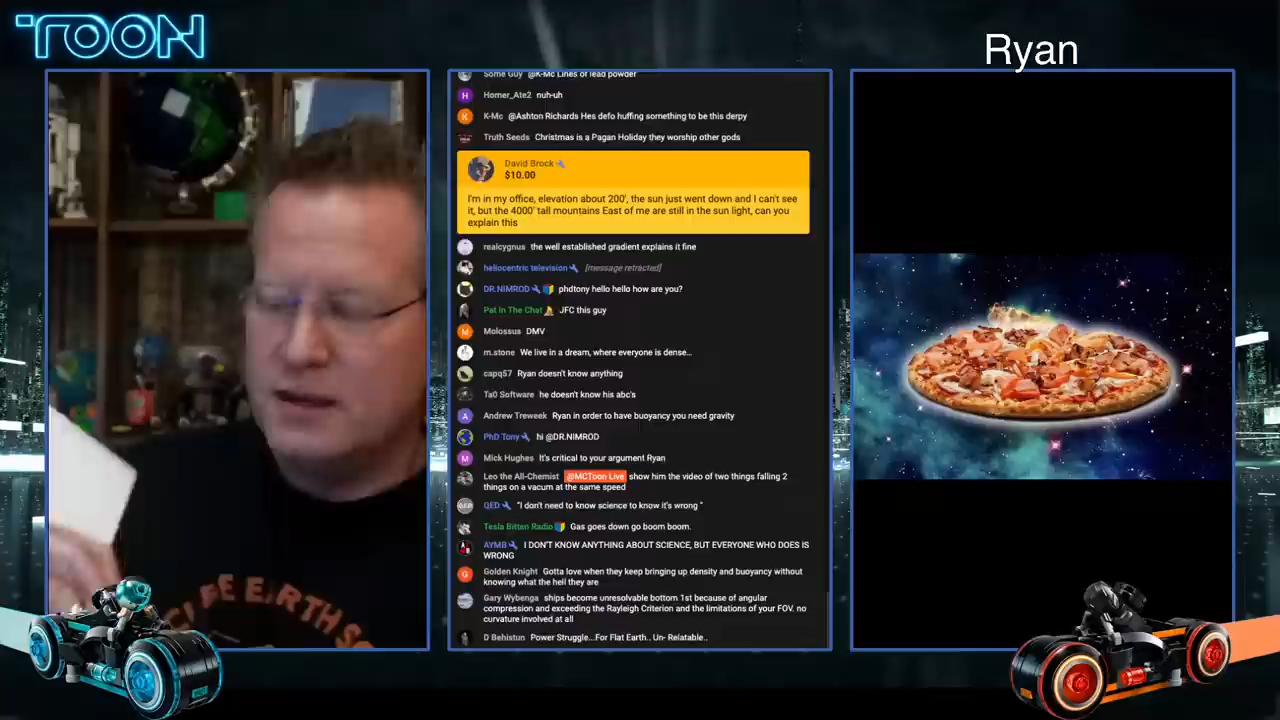 TOON
Ryan
Some Guy @K-Mc Lines of lead powder
H Homer_Ate2 nuh-uh
K K-Mc @Ashton Richards Hes defo huffing something to be this derpy
Truth Seeds Christmas is a Pagan Holiday they worship other gods
David Brock
$10.00
I'm in my office, elevation about 200', the sun just went down and I can't see
it, but the 4000' tall mountains East of me are still in the sun light, can you
explain this
realcygnus the well established gradient explains it fine
heliocentric television [message retracted]
DR.NIMROD phdtony hello hello how are you?
Pat In The Chat JFC this guy
M Molossus DMV
m.stone We live in a dream, where everyone is dense...
capq57 Ryan doesn't know anything
Ta0 Software he doesn't know his abc's
A Andrew Treweek Ryan in order to have buoyancy you need gravity
PhD Tony hi @DR.NIMROD
M Mick Hughes It's critical to your argument Ryan
Leo the All-Chemist @MCToon Live show him the video of two things falling 2
things on a vacum at the same speed
QED QED "I don't need to know science to know it's wrong "
Tesla Bitten Radio Gas goes down go boom boom.
AYMB I DON'T KNOW ANYTHING ABOUT SCIENCE, BUT EVERYONE WHO DOES IS
WRONG
G Golden Knight Gotta love when they keep bringing up density and buoyancy without
knowing what the hell they are
Gary Wybenga ships become unresolvable bottom 1st because of angular
compression and exceeding the Rayleigh Criterion and the limitations of your FOV. no
curvature involved at all
D Behistun Power Struggle...For Flat Earth.. Un- Relatable..